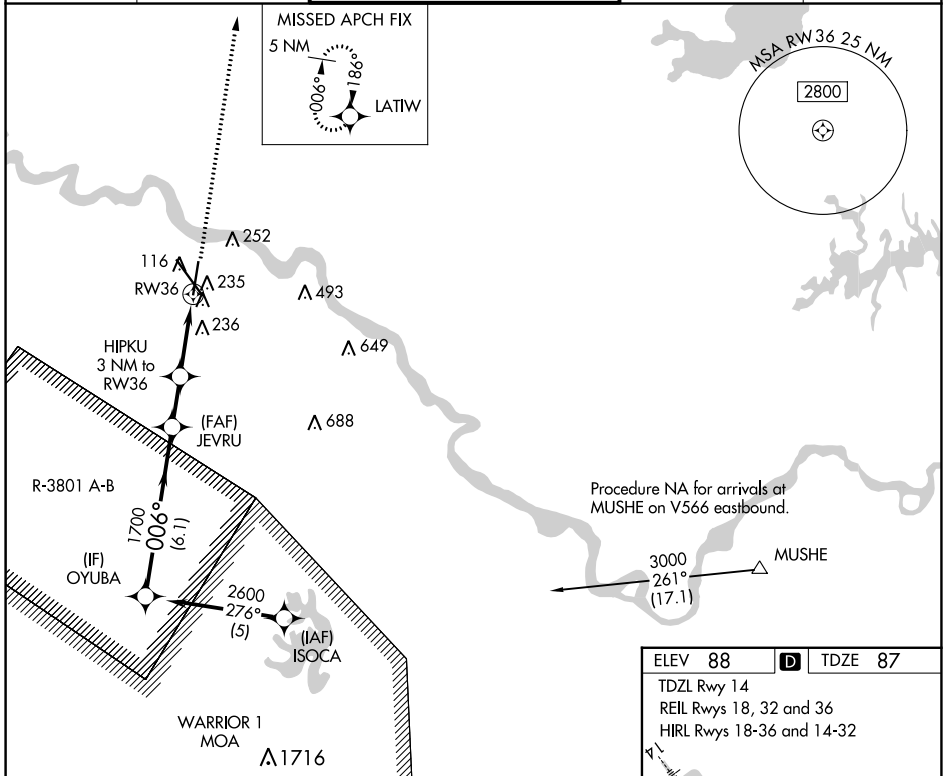 MISSED APCH FIX
5 NM
006°
186°
LATIW
MSA RW36 25 NM
2800
252
116
RW36
235
493
236
649
HIPKU
3 NM to
RW36
(FAF)
JEVRU
688
R-3801 A-B
1700
006°
(6.1)
(IF)
OYUBA
2600
276°
(5)
(IAF)
ISOCA
Procedure NA for arrivals at
MUSHE on V566 eastbound.
MUSHE
3000
261°
(17.1)
WARRIOR 1
MOA
1716
ELEV 88 D TDZE 87
TDZL Rwy 14
REIL Rwys 18, 32 and 36
HIRL Rwys 18-36 and 14-32
14